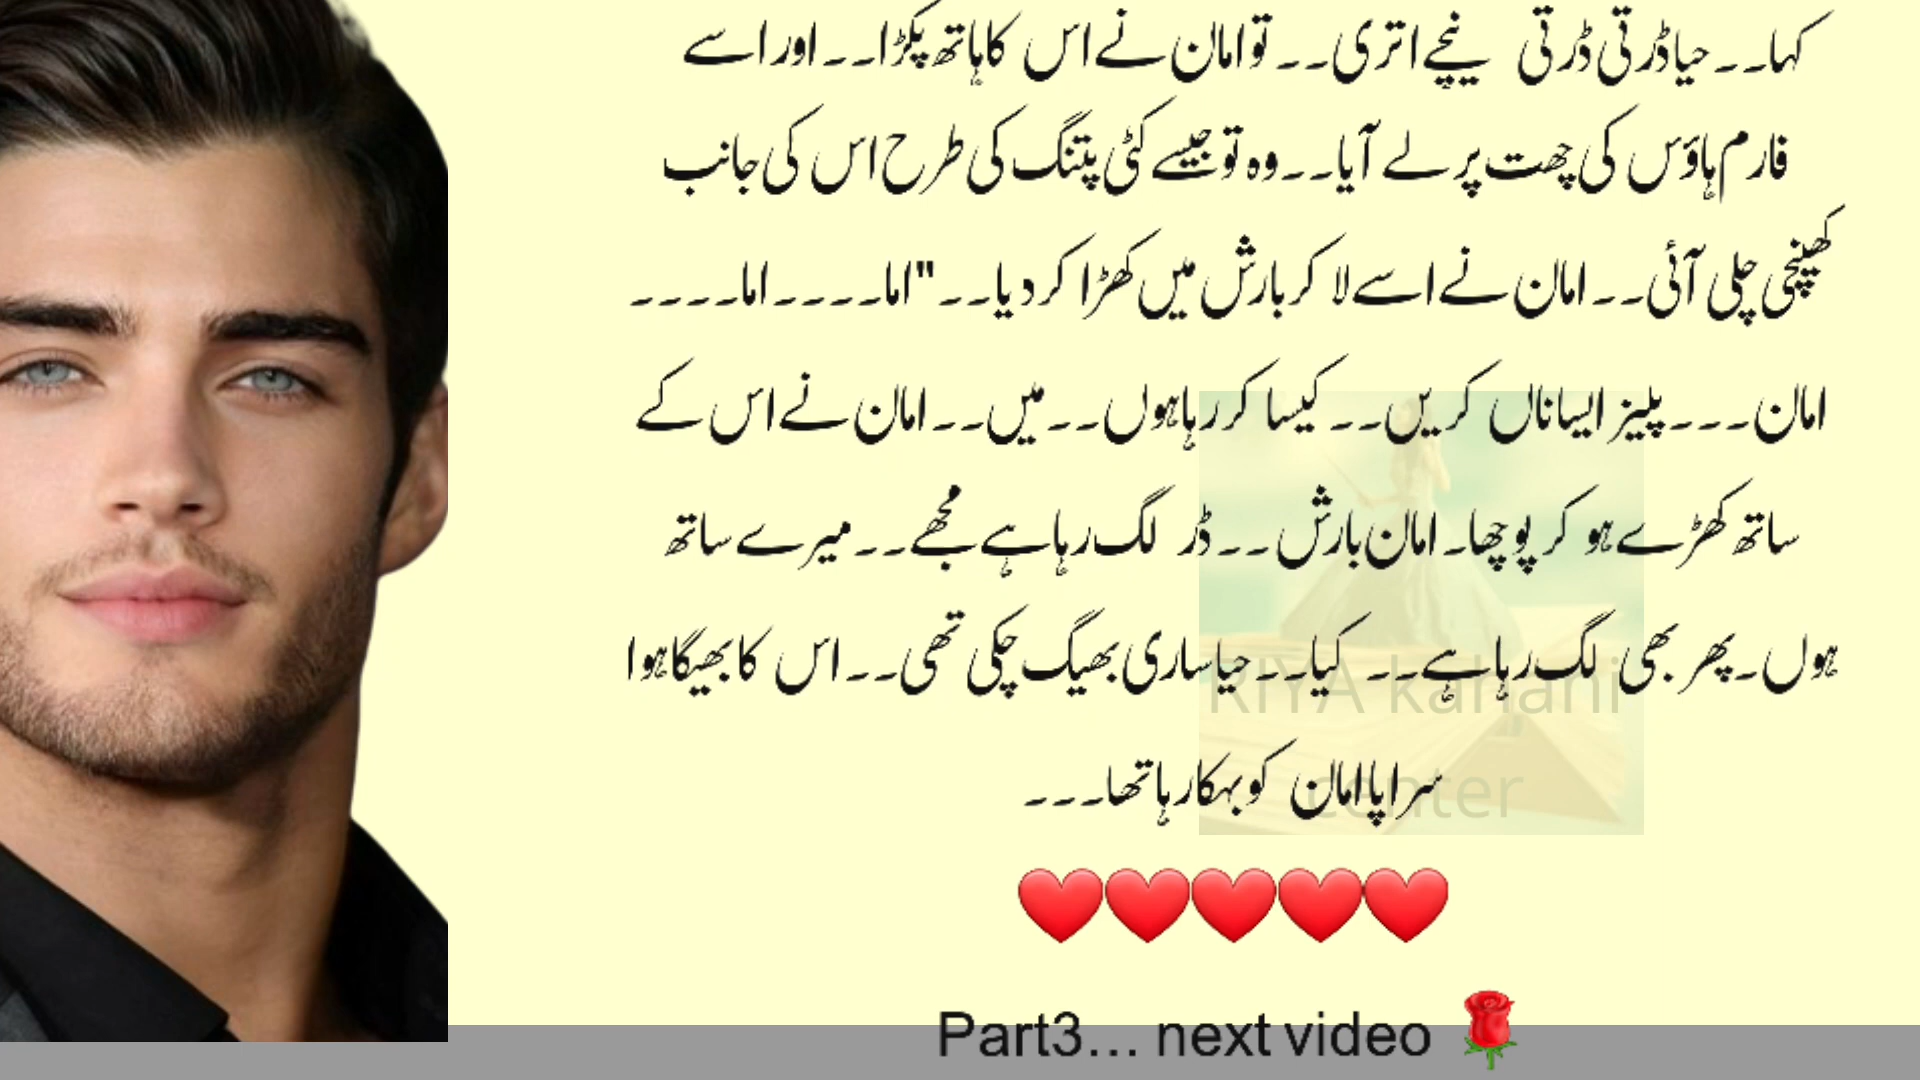 کہا۔۔حیا ڈرتی ڈرتی نیچے اتری۔۔تو امان نے اس کا ہاتھ پکڑا۔۔اور اسے
فارم ہاؤس کی چھت پر لے آیا۔۔وہ تو جیسے کٹی پتنگ کی طرح اس کی جانب
کھینچی چلی آئی۔۔امان نے اسے لا کر بارش میں کھڑا کر دیا۔۔"اما۔۔۔۔اما۔۔۔۔
امان۔۔۔پلیز ایسا ناں کریں۔۔کیسا کر رہا ہوں۔۔میں۔۔امان نے اس کے
ساتھ کھڑے ہو کر پوچھا۔امان بارش۔۔ڈر لگ رہا ہے مجھے۔۔میرے ساتھ
ہوں۔پھر بھی لگ رہا ہے۔۔کیا۔۔حیا ساری بھیگ چکی تھی۔۔اس کا بھیگا ہوا
سراپا امان کو بہکا رہا تھا۔۔۔
RIYA kahani
center
❤️❤️❤️❤️❤️
Part3... next video 🌹